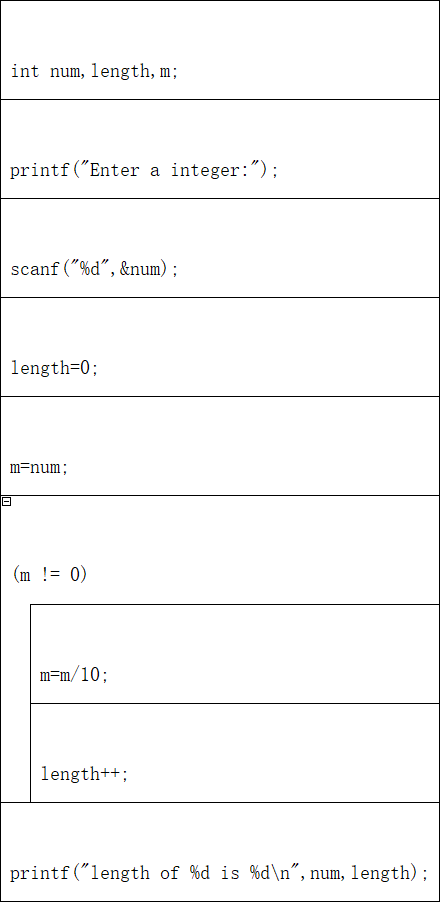 int num,length,m;
printf("Enter a integer:");
scanf("%d",&num);
length=0;
m=num;
(m != 0)
m=m/10;
length++;
printf("length of %d is %d\n",num,length);